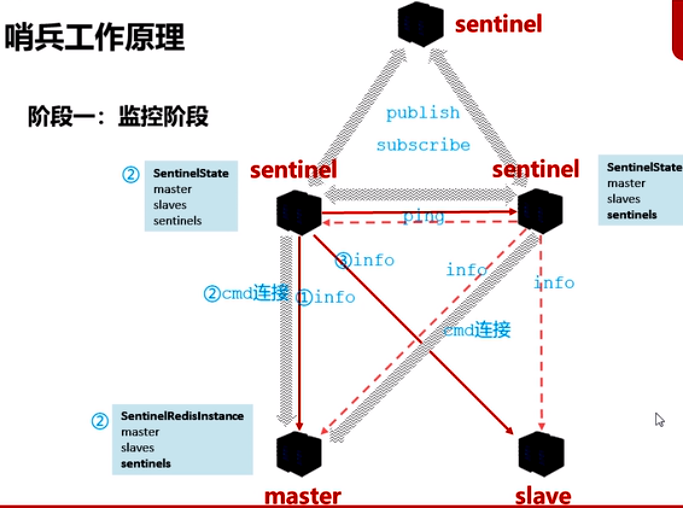 哨兵工作原理
sentinel
阶段一：监控阶段
publish
subscribe
sentinel
sentinel
②
SentinelState
master
slaves
sentinels
SentinelState
master
slaves
sentinels
ping
③info
info
info
②cmd连接
①info
cmd连接
②
SentinelRedisInstance
master
slaves
sentinels
master
slave